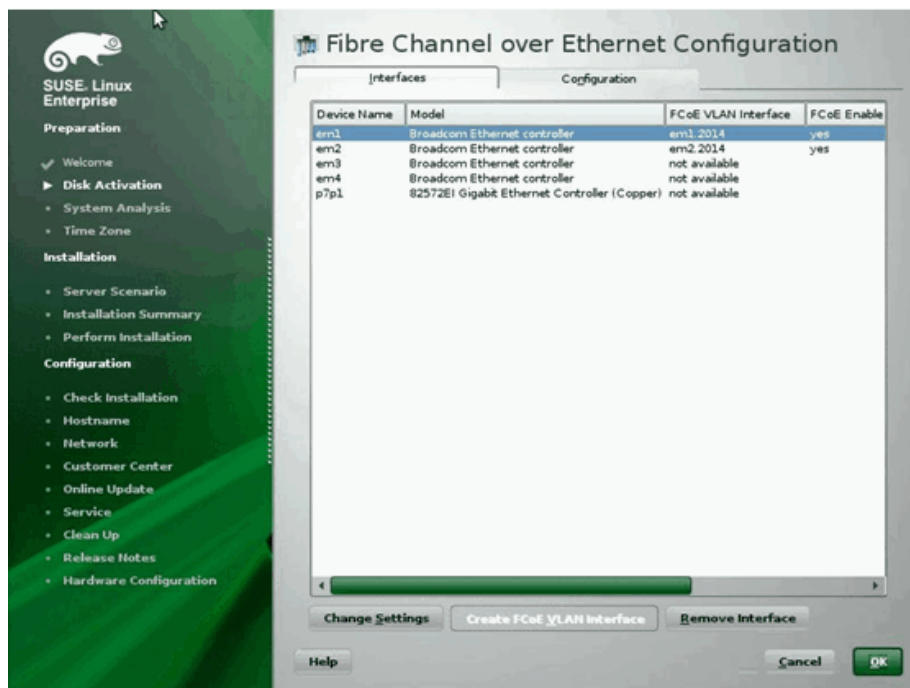 SUSE. Linux
Enterprise
Preparation
Welcome
Disk Activation
System Analysis
Time Zone
Installation
Server Scenario
Installation Summary
Perform Installation
Configuration
Check Installation
Hostname
Network
Customer Center
Online Update
Service
Clean Up
Release Notes
Hardware Configuration
Fibre Channel over Ethernet Configuration
Interfaces Configuration
Device Name Model FCoE VLAN Interface FCoE Enable
em1 Broadcom Ethernet controller em1.2014 yes
em2 Broadcom Ethernet controller em2.2014 yes
em3 Broadcom Ethernet controller not available
em4 Broadcom Ethernet controller not available
p7p1 82572EI Gigabit Ethernet Controller (Copper) not available
Change Settings Create FCoE VLAN Interface Remove Interface
Help Cancel OK